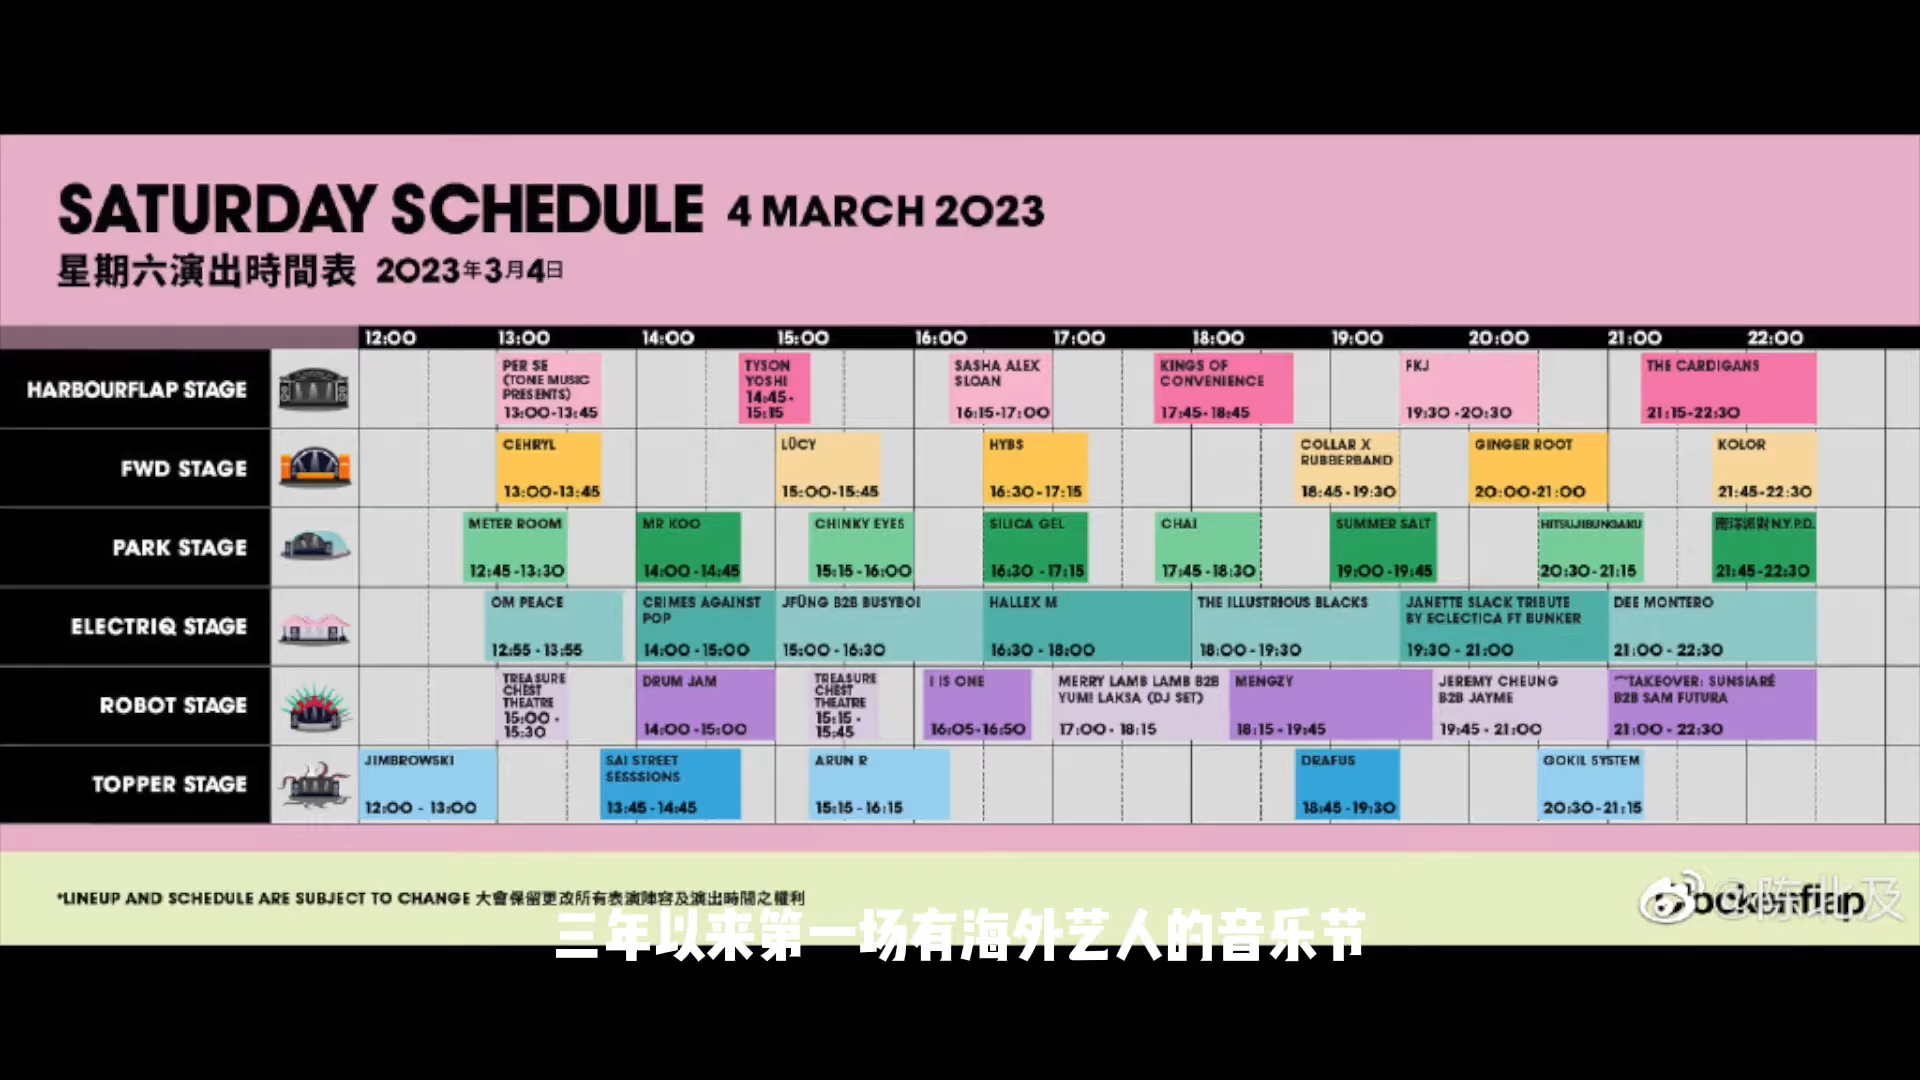 SATURDAY SCHEDULE 4 MARCH 2023
星期六演出時間表 2023年3月4日
12:00 13:00 14:00 15:00 16:00 17:00 18:00 19:00 20:00 21:00 22:00
HARBOURFLAP STAGE
PER SE
(TONE MUSIC
PRESENTS)
13:00-13:45
TYSON
YOSHI
14:45-
15:15
SASHA ALEX
SLOAN
16:15-17:00
KINGS OF
CONVENIENCE
17:45-18:45
FKJ
19:30-20:30
THE CARDIGANS
21:15-22:30
FWD STAGE
CEHRYL
13:00-13:45
LÜCY
15:00-15:45
HYBS
16:30-17:15
COLLAR X
RUBBERBAND
18:45-19:30
GINGER ROOT
20:00-21:00
KOLOR
21:45-22:30
PARK STAGE
METER ROOM
12:45-13:30
MR KOO
14:00-14:45
CHINKY EYES
15:15-16:00
SILICA GEL
16:30-17:15
CHAI
17:45-18:30
SUMMER SALT
19:00-19:45
HITSUJIBUNGAKU
20:30-21:15
南洋派對 N.Y.P.D.
21:45-22:30
ELECTRIQ STAGE
OM PEACE
12:55-13:55
CRIMES AGAINST
POP
14:00-15:00
JFÜNG B2B BUSYBOI
15:00-16:30
HALLEX M
16:30-18:00
THE ILLUSTRIOUS BLACKS
18:00-19:30
JANETTE SLACK TRIBUTE
BY ECLECTICA FT BUNKER
19:30-21:00
DEE MONTERO
21:00-22:30
ROBOT STAGE
TREASURE
CHEST
THEATRE
15:00-
15:30
DRUM JAM
14:00-15:00
TREASURE
CHEST
THEATRE
15:15-
15:45
I IS ONE
16:05-16:50
MERRY LAMB LAMB B2B
YUMI LAKSA (DJ SET)
17:00-18:15
MENGZY
18:15-19:45
JEREMY CHEUNG
B2B JAYME
19:45-21:00
⁓TAKEOVER: SUNSIARÉ
B2B SAM FUTURA
21:00-22:30
TOPPER STAGE
JIMBROWSKI
12:00-13:00
SAI STREET
SESSSIONS
13:45-14:45
ARUN R
15:15-16:15
DRAFUS
18:45-19:30
GOKIL SYSTEM
20:30-21:15
*LINEUP AND SCHEDULE ARE SUBJECT TO CHANGE 大會保留更改所有表演陣容及演出時間之權利
Clockenflap
@陈北及
三年以来第一场有海外艺人的音乐节